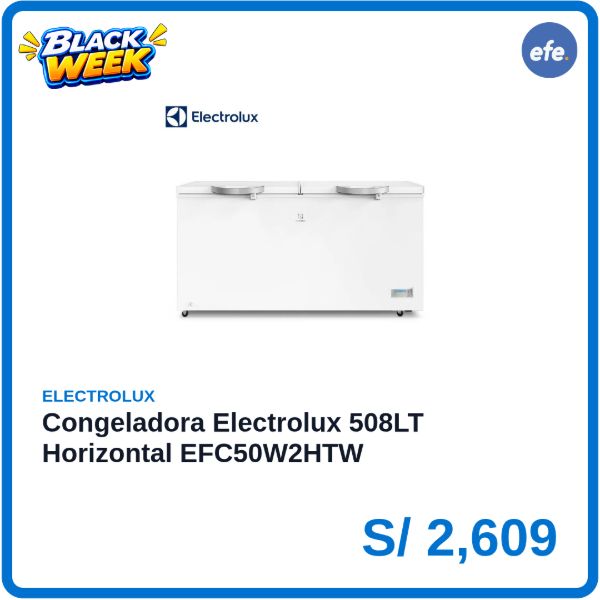 BLACK
WEEK
efe.
Electrolux
ELECTROLUX
Congeladora Electrolux 508LT
Horizontal EFC50W2HTW
S/ 2,609